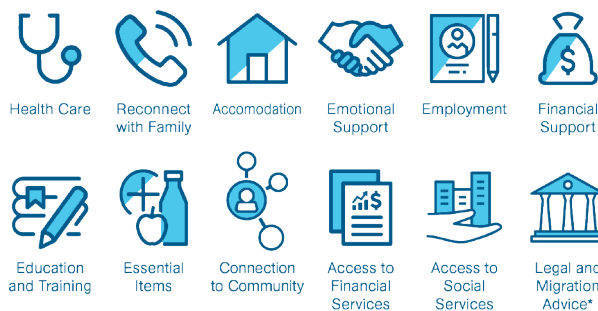 Health Care
Reconnect
with Family
Accomodation
Emotional
Support
Employment
Financial
Support
$
Education
and Training
Essential
Items
Connection
to Community
$
Access to
Financial
Services
Access to
Social
Services
Legal and
Migration
Advice*